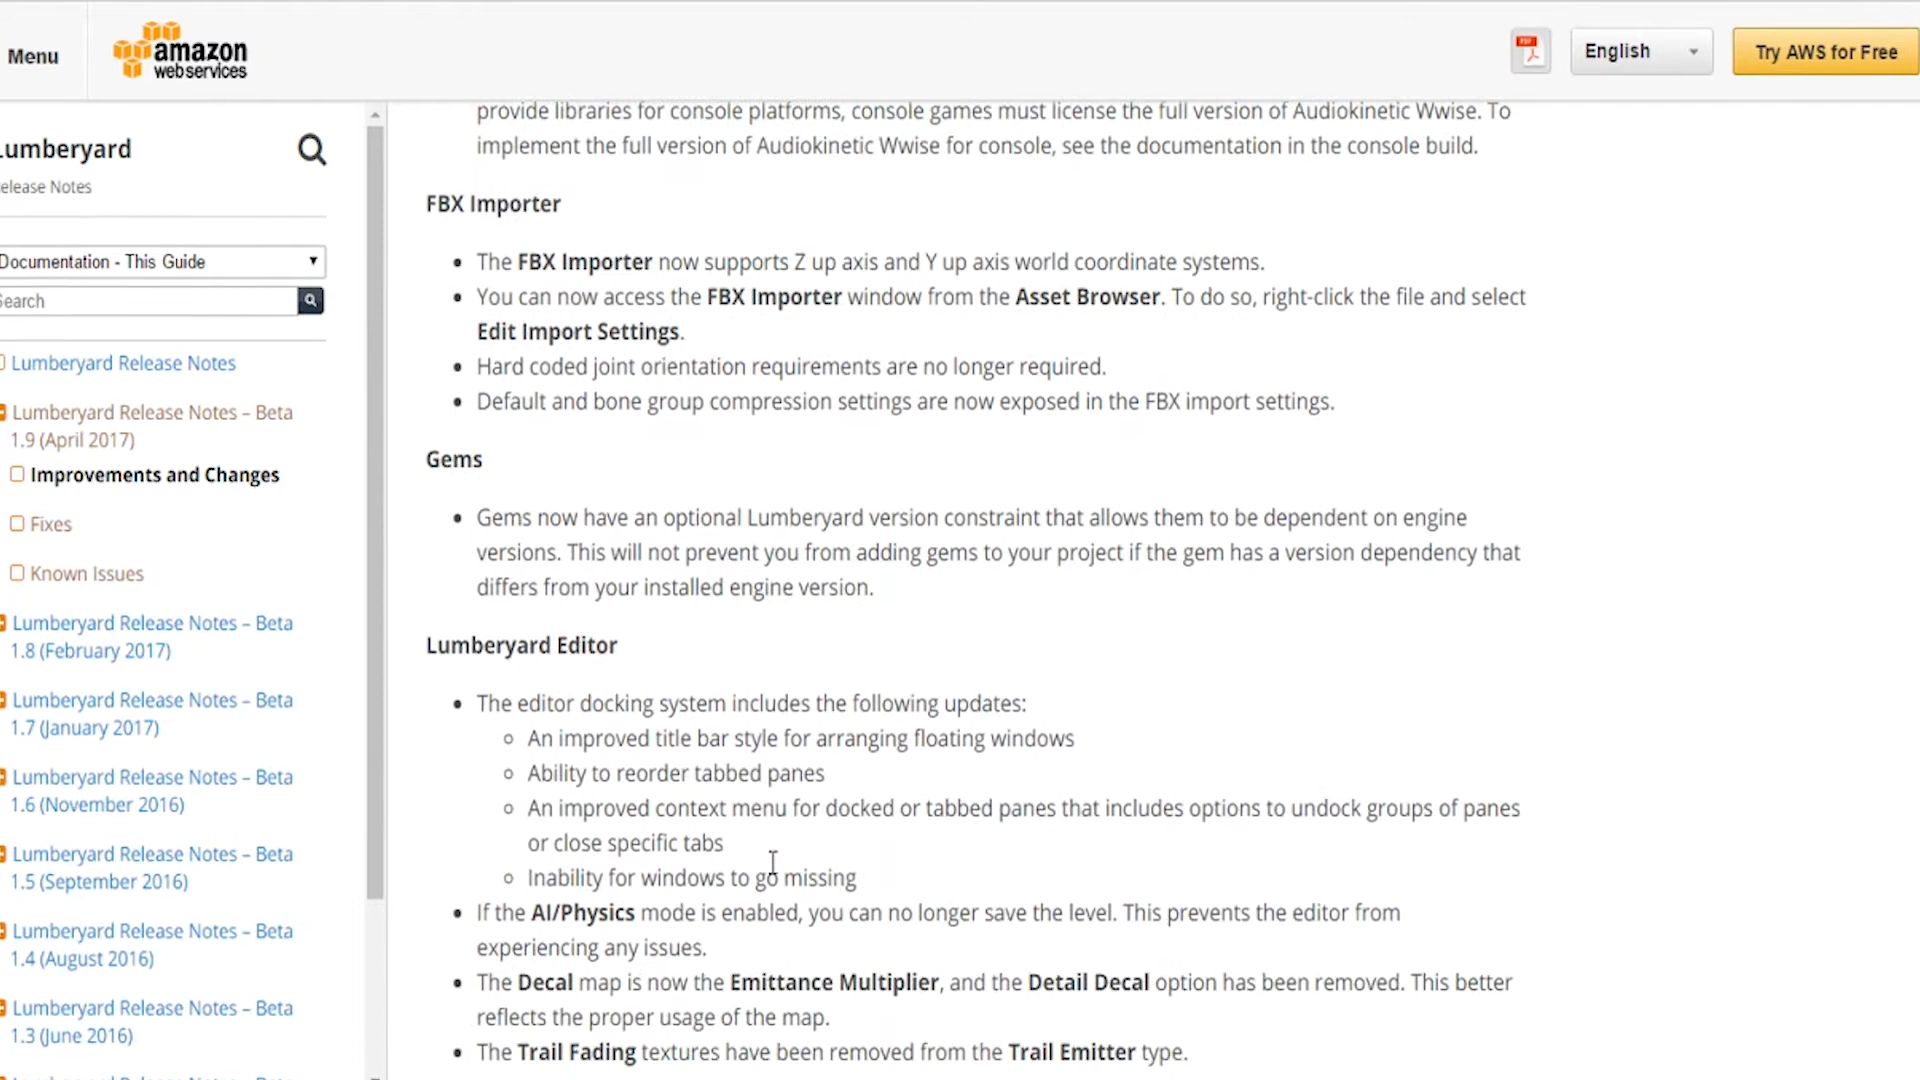 Menu
amazon
webservices
PDF
English
Try AWS for Free
Lumberyard
elease Notes
Documentation - This Guide
Search
Lumberyard Release Notes
Lumberyard Release Notes – Beta
1.9 (April 2017)
Improvements and Changes
Fixes
Known Issues
Lumberyard Release Notes – Beta
1.8 (February 2017)
Lumberyard Release Notes – Beta
1.7 (January 2017)
Lumberyard Release Notes – Beta
1.6 (November 2016)
Lumberyard Release Notes – Beta
1.5 (September 2016)
Lumberyard Release Notes – Beta
1.4 (August 2016)
Lumberyard Release Notes – Beta
1.3 (June 2016)
provide libraries for console platforms, console games must license the full version of Audiokinetic Wwise. To
implement the full version of Audiokinetic Wwise for console, see the documentation in the console build.
FBX Importer
• The FBX Importer now supports Z up axis and Y up axis world coordinate systems.
• You can now access the FBX Importer window from the Asset Browser. To do so, right-click the file and select
Edit Import Settings.
• Hard coded joint orientation requirements are no longer required.
• Default and bone group compression settings are now exposed in the FBX import settings.
Gems
• Gems now have an optional Lumberyard version constraint that allows them to be dependent on engine
versions. This will not prevent you from adding gems to your project if the gem has a version dependency that
differs from your installed engine version.
Lumberyard Editor
• The editor docking system includes the following updates:
○ An improved title bar style for arranging floating windows
○ Ability to reorder tabbed panes
○ An improved context menu for docked or tabbed panes that includes options to undock groups of panes
or close specific tabs
○ Inability for windows to go missing
• If the AI/Physics mode is enabled, you can no longer save the level. This prevents the editor from
experiencing any issues.
• The Decal map is now the Emittance Multiplier, and the Detail Decal option has been removed. This better
reflects the proper usage of the map.
• The Trail Fading textures have been removed from the Trail Emitter type.